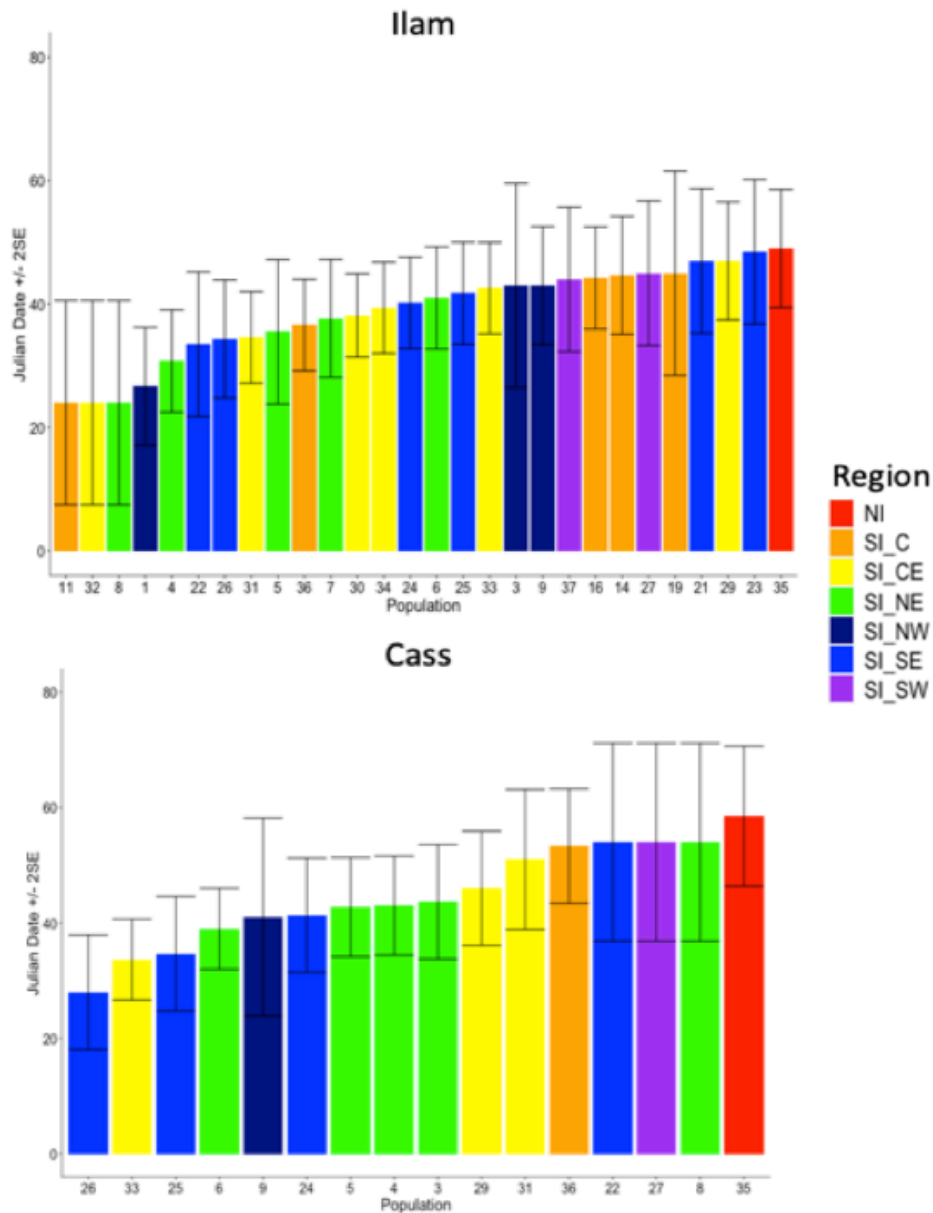 Ilam
80
60
40
20
0
Julian Date +/- 2SE
11 32 8 1 4 22 26 31 5 36 7 30 34 24 6 25 33 3 9 37 16 14 27 19 21 29 23 35
Population
Region
NI
SI_C
SI_CE
SI_NE
SI_NW
SI_SE
SI_SW
Cass
80
60
40
20
0
Julian Date +/- 2SE
26 33 25 6 9 24 5 4 3 29 31 36 22 27 8 35
Population